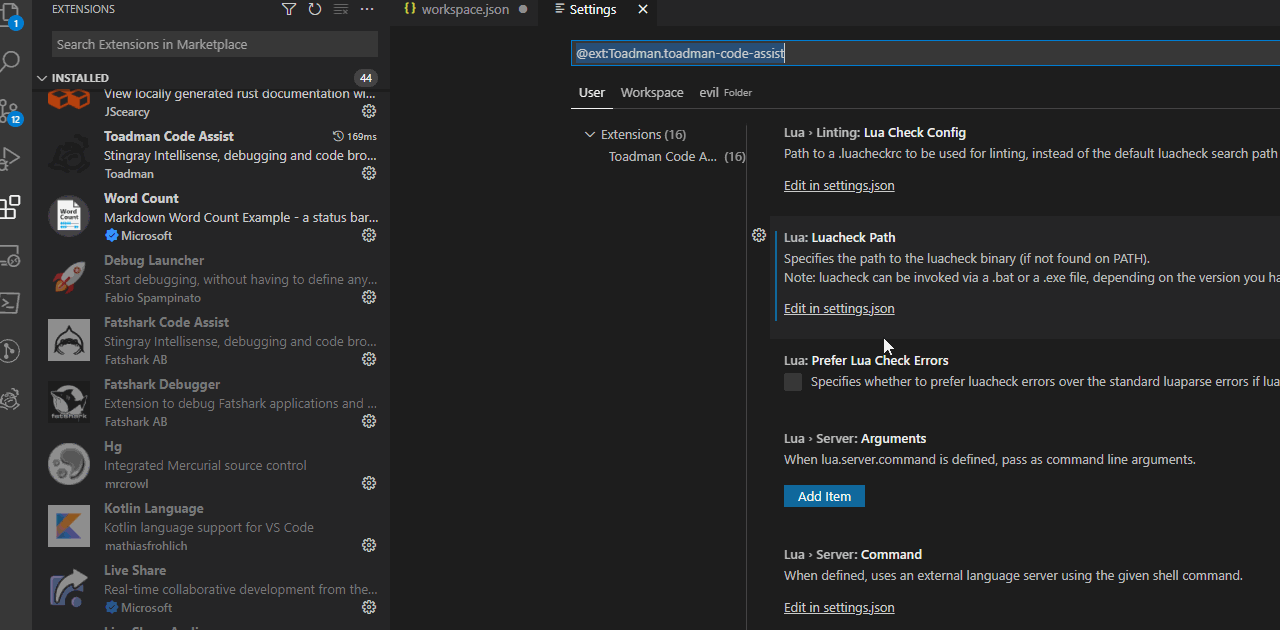 EXTENSIONS
Search Extensions in Marketplace
INSTALLED 44
View locally generated rust documentation wi...
JScearcy
Toadman Code Assist 169ms
Stingray Intellisense, debugging and code bro...
Toadman
Word Count
Markdown Word Count Example - a status bar...
Microsoft
Debug Launcher
Start debugging, without having to define any...
Fabio Spampinato
Fatshark Code Assist
Stingray Intellisense, debugging and code bro...
Fatshark AB
Fatshark Debugger
Extension to debug Fatshark applications and ...
Fatshark AB
Hg
Integrated Mercurial source control
mrcrowl
Kotlin Language
Kotlin language support for VS Code
mathiasfrohlich
Live Share
Real-time collaborative development from the...
Microsoft
1
12
Word
Count
fatshark
{} workspace.json
Settings
@ext:Toadman.toadman-code-assist
User Workspace evil Folder
Extensions (16)
Toadman Code A... (16)
Lua › Linting: Lua Check Config
Path to a .luacheckrc to be used for linting, instead of the default luacheck search path
Edit in settings.json
Lua: Luacheck Path
Specifies the path to the luacheck binary (if not found on PATH).
Note: luacheck can be invoked via a .bat or a .exe file, depending on the version you ha
Edit in settings.json
Lua: Prefer Lua Check Errors
Specifies whether to prefer luacheck errors over the standard luaparse errors if lua
Lua › Server: Arguments
When lua.server.command is defined, pass as command line arguments.
Add Item
Lua › Server: Command
When defined, uses an external language server using the given shell command.
Edit in settings.json